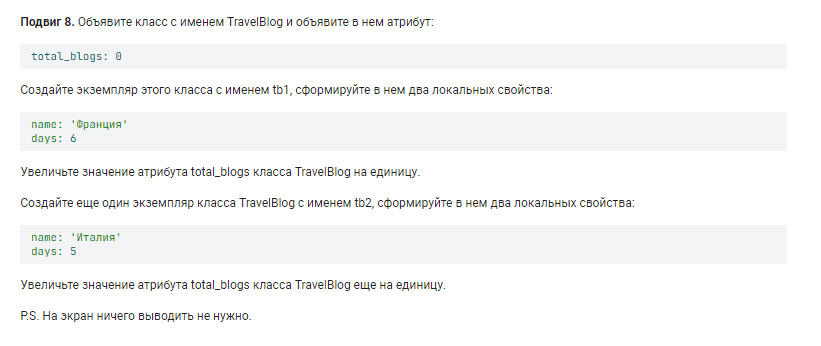 Подвиг 8. Объявите класс с именем TravelBlog и объявите в нем атрибут:
total_blogs: 0
Создайте экземпляр этого класса с именем tb1, сформируйте в нем два локальных свойства:
name: 'Франция'
days: 6
Увеличьте значение атрибута total_blogs класса TravelBlog на единицу.
Создайте еще один экземпляр класса TravelBlog с именем tb2, сформируйте в нем два локальных свойства:
name: 'Италия'
days: 5
Увеличьте значение атрибута total_blogs класса TravelBlog еще на единицу.
P.S. На экран ничего выводить не нужно.